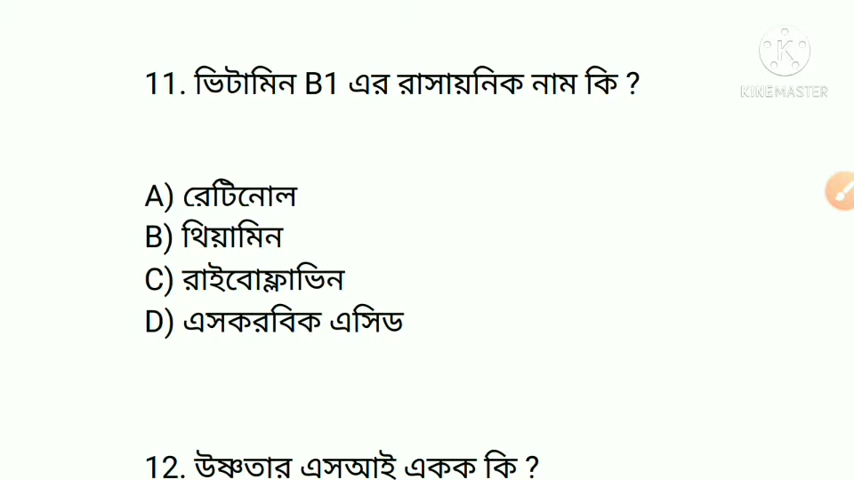 11. ভিটামিন B1 এর রাসায়নিক নাম কি ?
KINEMASTER
A) রেটিনোল
B) থিয়ামিন
C) রাইবোফ্লাভিন
D) এসকরবিক এসিড
12. উষ্ণতার এসআই একক কি ?